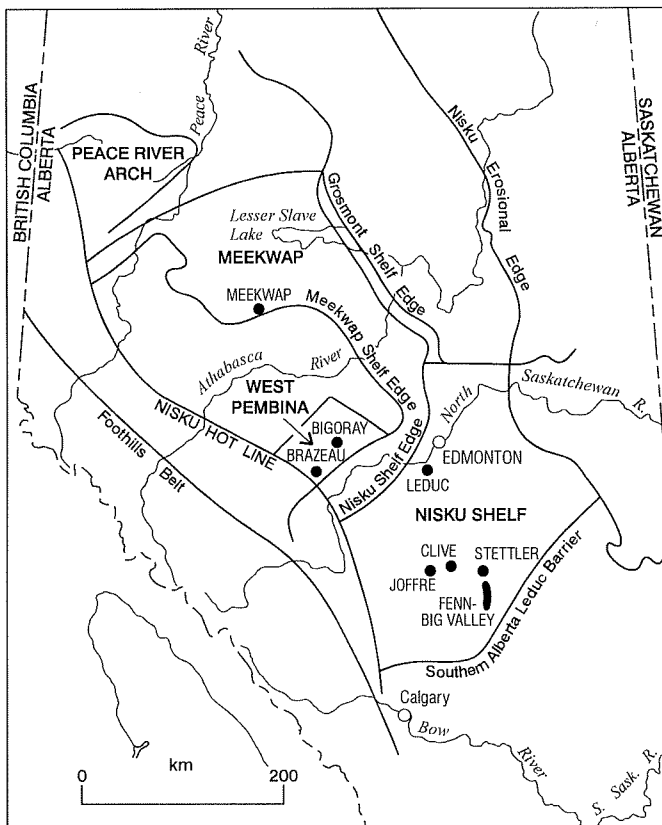 River
Peace
BRITISH COLUMBIA
ALBERTA
PEACE RIVER
ARCH
Nisku Erosional Edge
SASKATCHEWAN
ALBERTA
Grosmont Shelf Edge
Lesser Slave
Lake
MEEKWAP
MEEKWAP
Meekwap Shelf Edge
Athabasca
River
WEST
PEMBINA
NISKU HOT LINE
BIGORAY
BRAZEAU
Foothills Belt
Nisku Shelf Edge
North
Saskatchewan
R.
EDMONTON
LEDUC
NISKU SHELF
CLIVE
STETTLER
JOFFRE
FENN-
BIG VALLEY
Southern Alberta Leduc Barrier
Calgary
Bow
River
S. Sask. R.
km
0
200